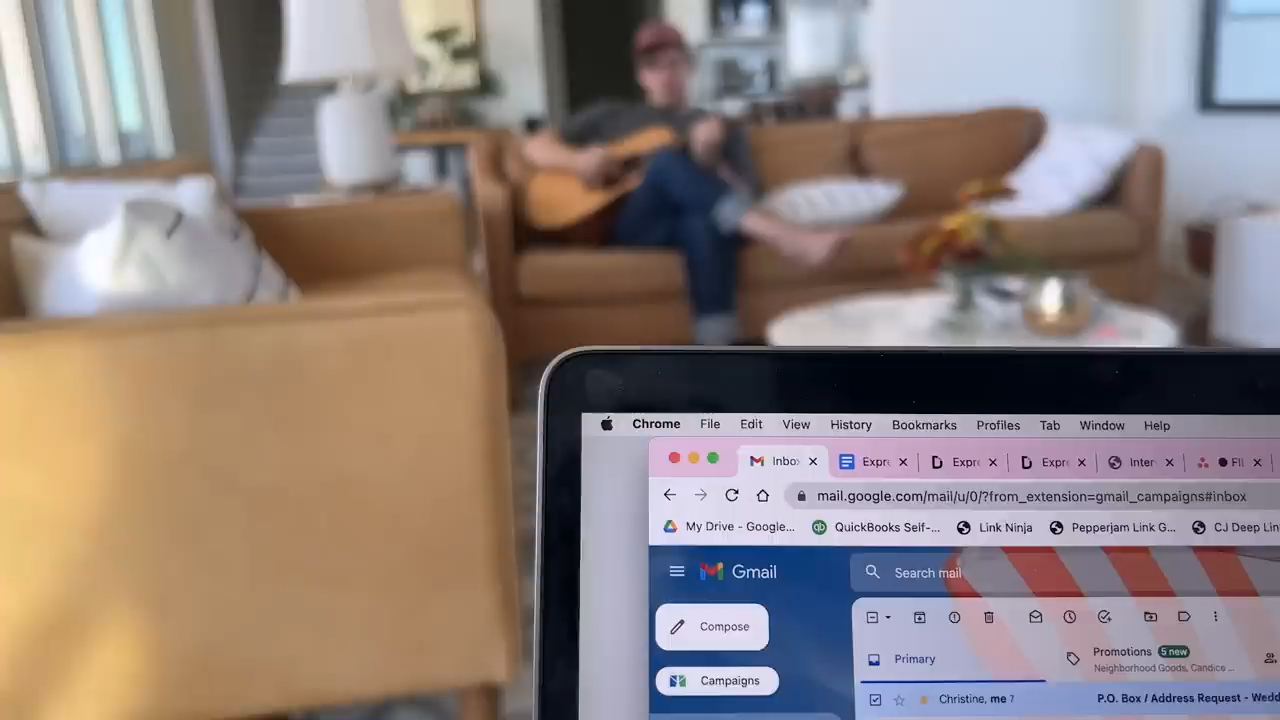 Chrome File Edit View History Bookmarks Profiles Tab Window Help
Inbo Expre Expre Expre Inter FII
mail.google.com/mail/u/0/?from_extension=gmail_campaigns#inbox
My Drive - Google... QuickBooks Self-... Link Ninja Pepperjam Link G... CJ Deep Lin
Gmail Search mail
Compose
Primary Promotions 5 new
Neighborhood Goods, Candice ...
Campaigns
Christine, me 7 P.O. Box / Address Request - Wedd